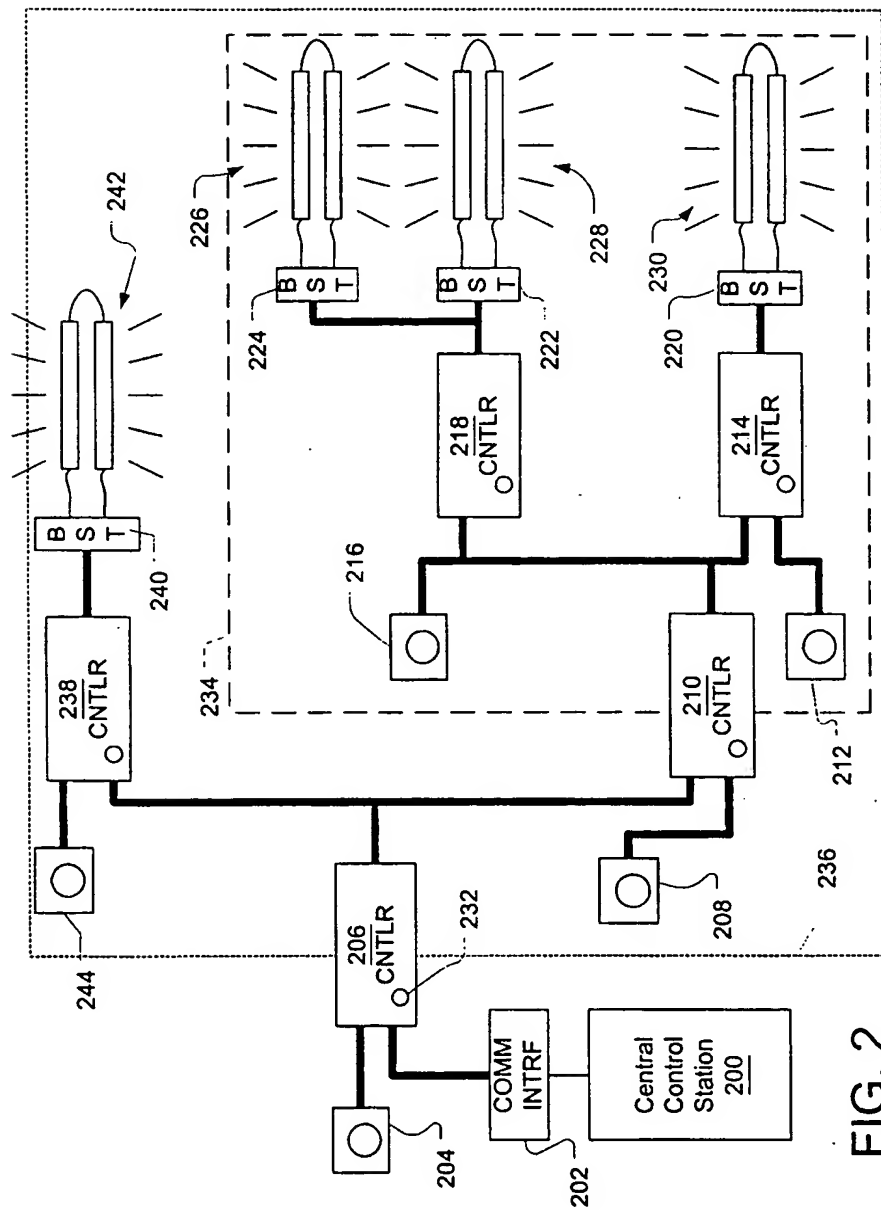 242
226
B
S
T
224
228
B
S
T
222
230
B
S
T
220
B
S
T
240
238
CNTLR
218
CNTLR
214
CNTLR
234
216
210
CNTLR
212
244
206
CNTLR
232
208
236
204
COMM
INTRF
202
Central
Control
Station
200
FIG. 2